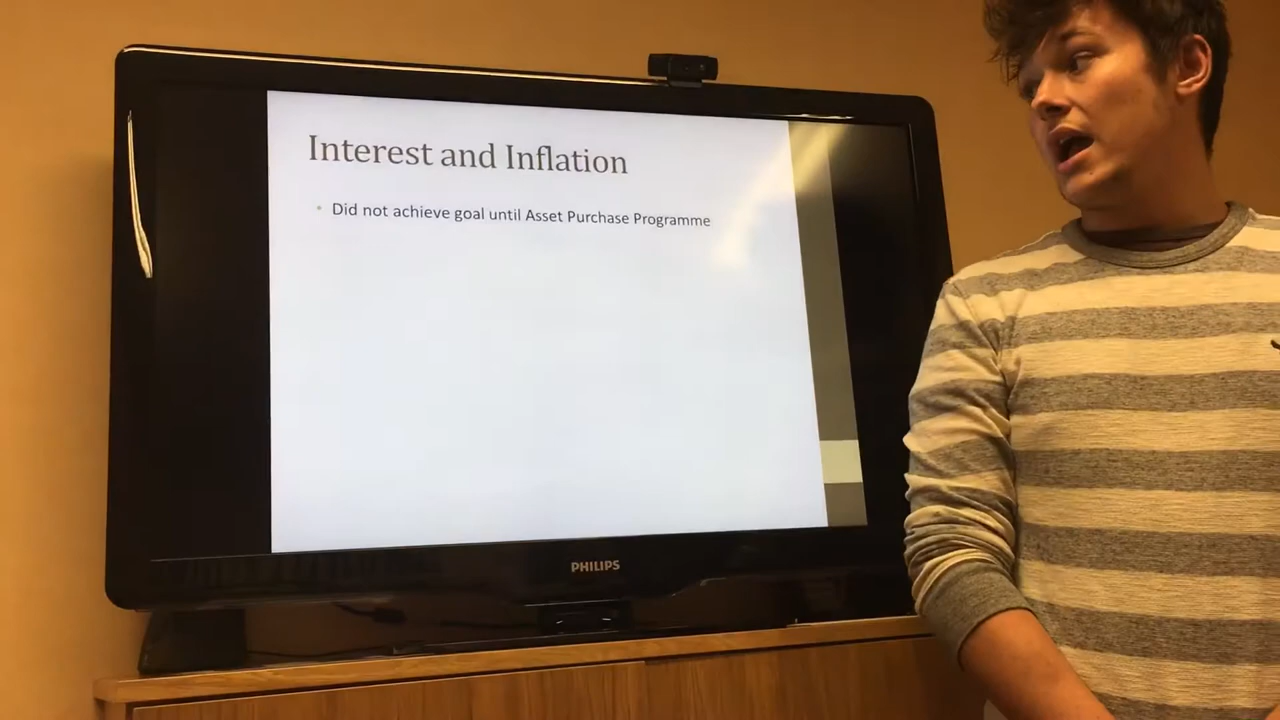 Interest and Inflation
Did not achieve goal until Asset Purchase Programme
PHILIPS